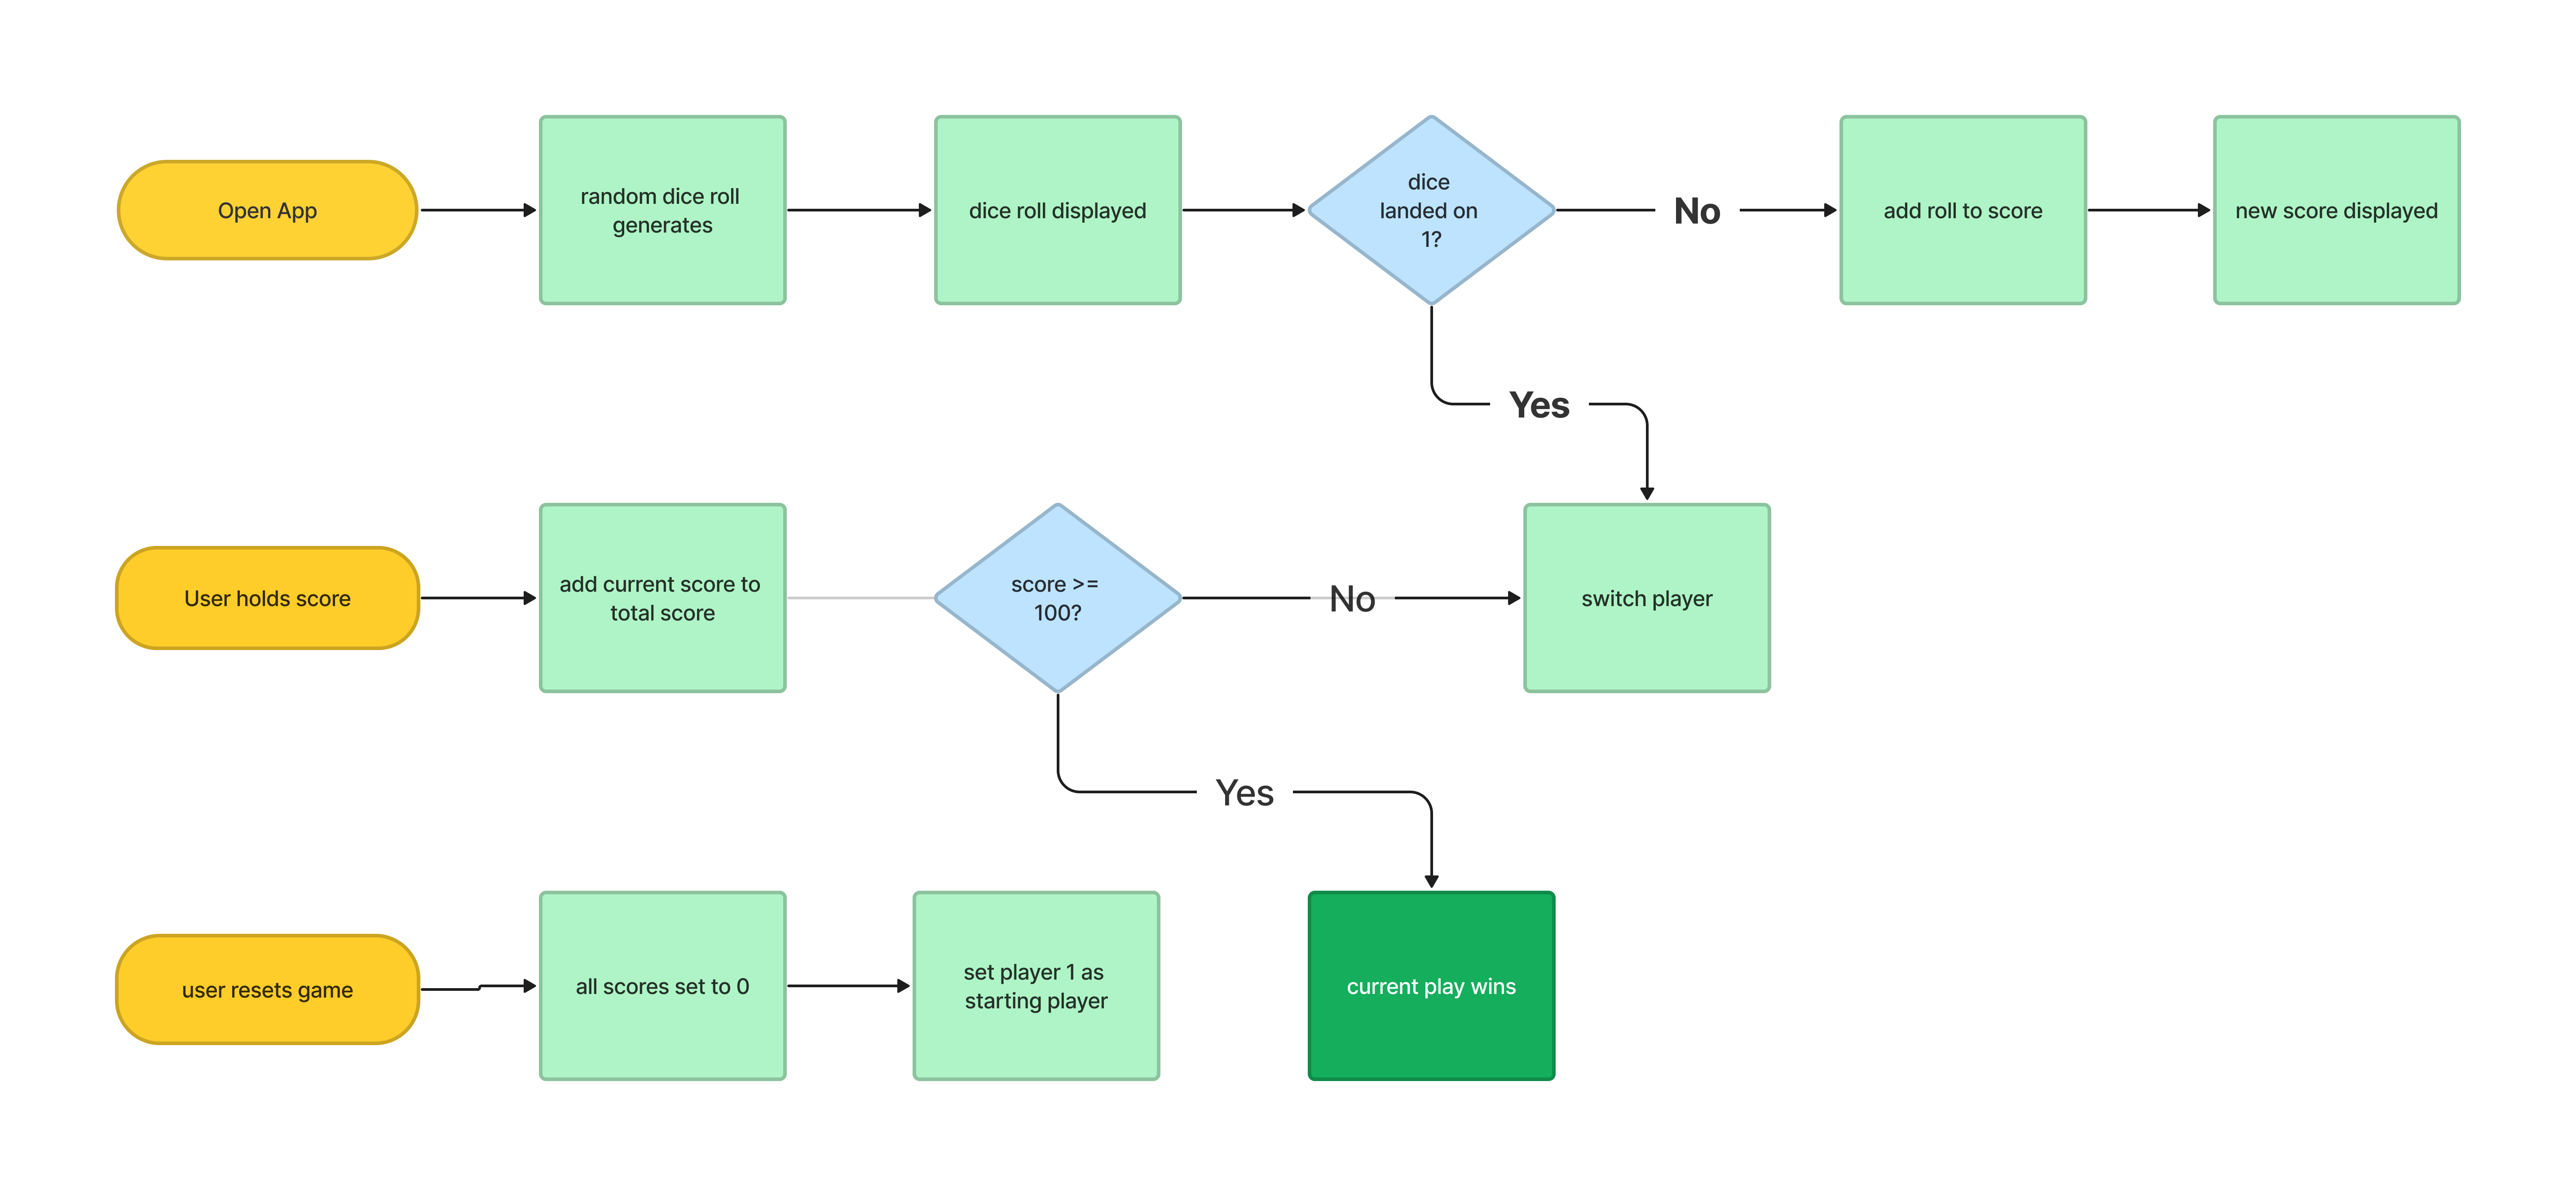 Open App
random dice roll
generates
dice roll displayed
dice
landed on
1?
No
add roll to score
new score displayed
Yes
User holds score
add current score to
total score
score >=
100?
No
switch player
Yes
user resets game
all scores set to 0
set player 1 as
starting player
current play wins